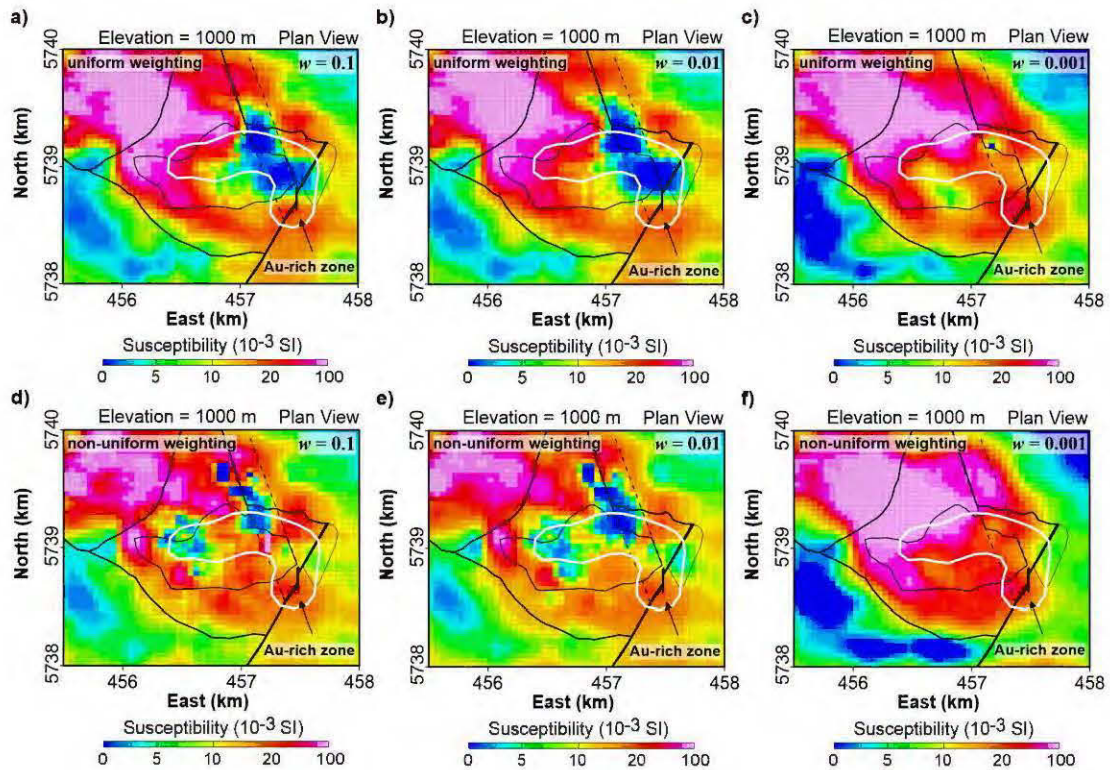 a)
Elevation = 1000 m Plan View
uniform weighting
w = 0.1
5740
5739
5738
North (km)
Au-rich zone
456 457 458
East (km)
Susceptibility (10-3 SI)
0 5 10 20 100
b)
Elevation = 1000 m Plan View
uniform weighting
w = 0.01
5740
5739
5738
North (km)
Au-rich zone
456 457 458
East (km)
Susceptibility (10-3 SI)
0 5 10 20 100
c)
Elevation = 1000 m Plan View
uniform weighting
w = 0.001
5740
5739
5738
North (km)
Au-rich zone
456 457 458
East (km)
Susceptibility (10-3 SI)
0 5 10 20 100
d)
Elevation = 1000 m Plan View
non-uniform weighting
w = 0.1
5740
5739
5738
North (km)
Au-rich zone
456 457 458
East (km)
Susceptibility (10-3 SI)
0 5 10 20 100
e)
Elevation = 1000 m Plan View
non-uniform weighting
w = 0.01
5740
5739
5738
North (km)
Au-rich zone
456 457 458
East (km)
Susceptibility (10-3 SI)
0 5 10 20 100
f)
Elevation = 1000 m Plan View
non-uniform weighting
w = 0.001
5740
5739
5738
North (km)
Au-rich zone
456 457 458
East (km)
Susceptibility (10-3 SI)
0 5 10 20 100